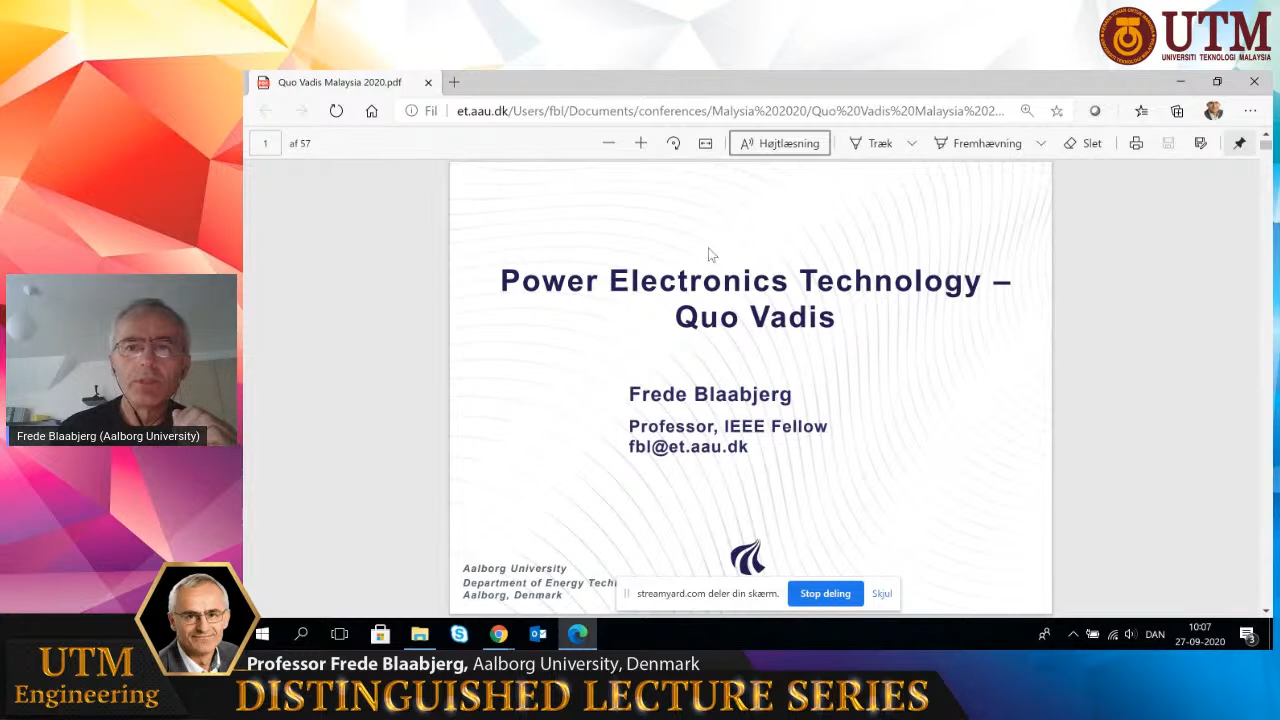 UTM
UNIVERSITI TEKNOLOGI MALAYSIA
Quo Vadis Malaysia 2020.pdf
Fil
et.aau.dk/Users/fbl/Documents/conferences/Malysia%202020/Quo%20Vadis%20Malaysia%202...
1 af 57
Højtlæsning
Træk
Fremhævning
Slet
Power Electronics Technology –
Quo Vadis
Frede Blaabjerg
Professor, IEEE Fellow
fbl@et.aau.dk
Frede Blaabjerg (Aalborg University)
Aalborg University
Department of Energy Techn
Aalborg, Denmark
streamyard.com deler din skærm.
Stop deling
Skjul
DAN
10:07
27-09-2020
3
UTM
Engineering
Professor Frede Blaabjerg, Aalborg University, Denmark
DISTINGUISHED LECTURE SERIES